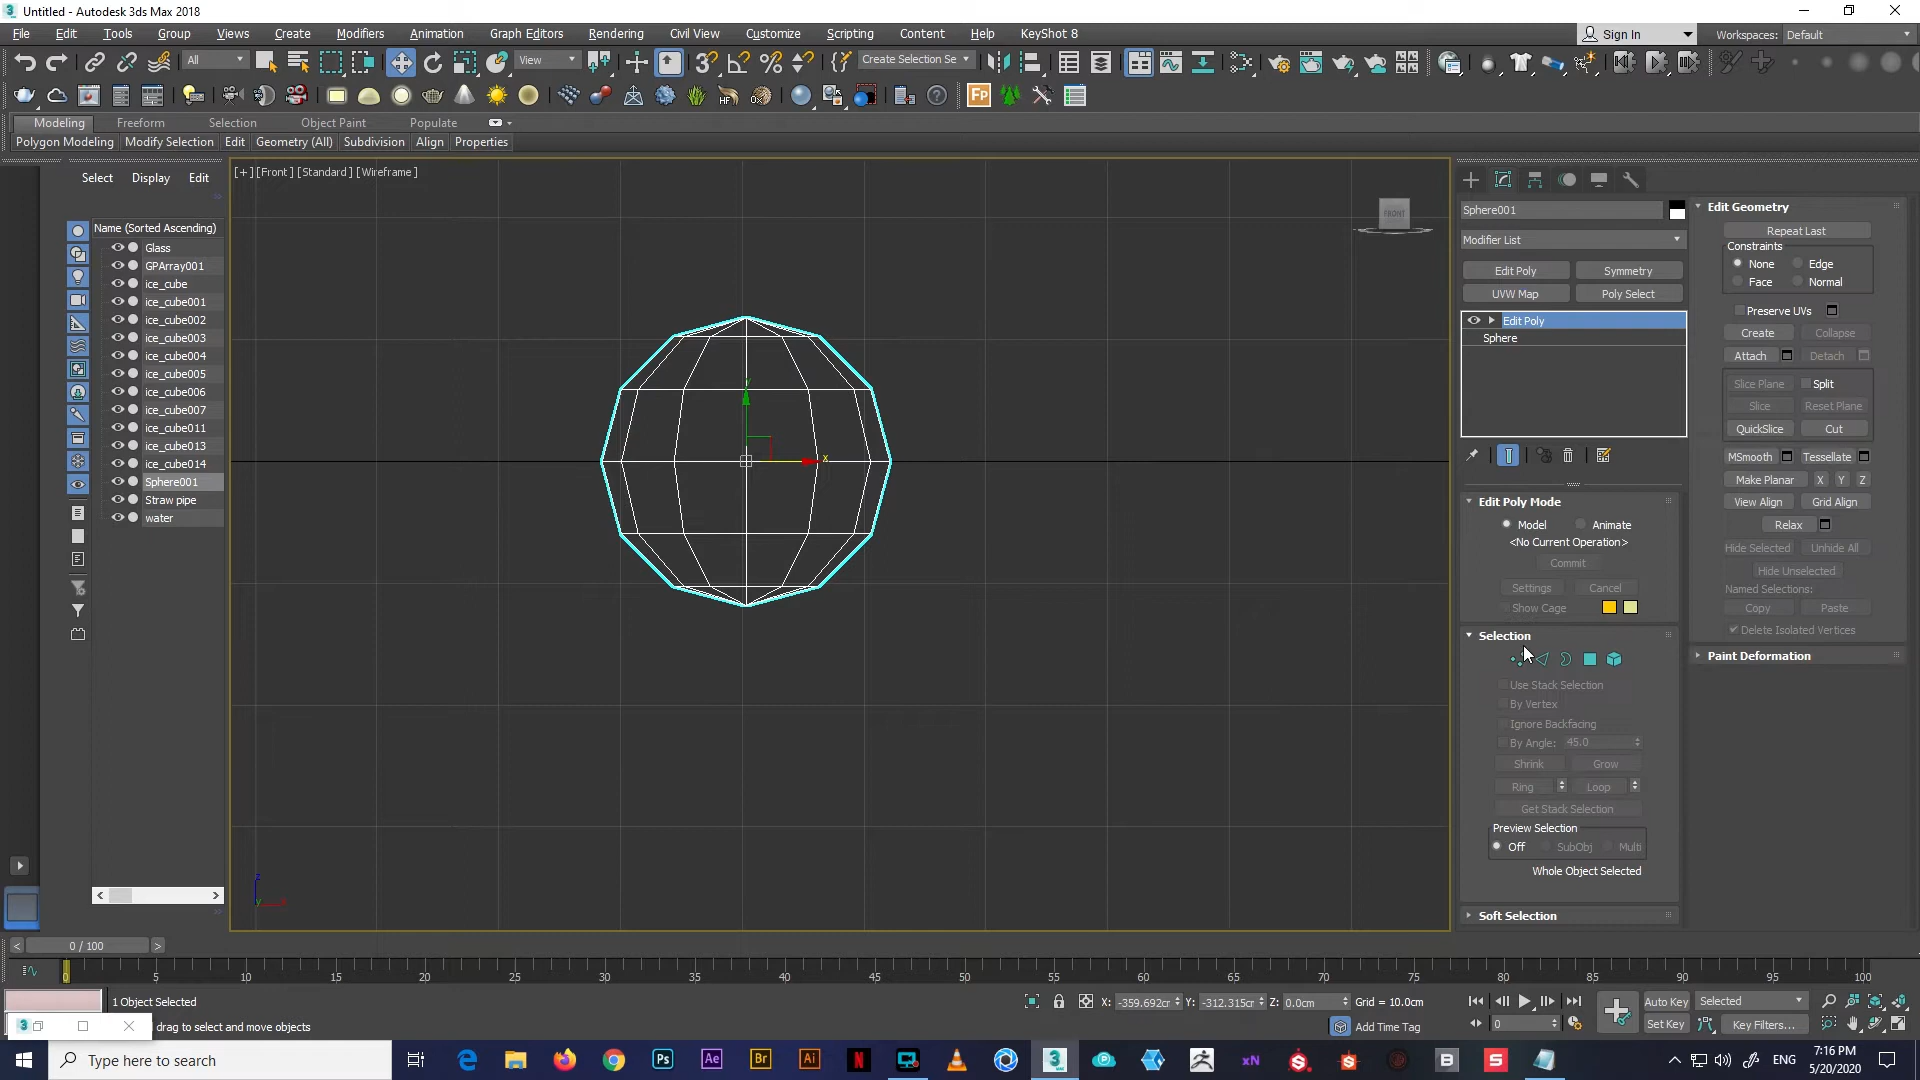 Untitled - Autodesk 3ds Max 2018
File Edit Tools Group Views Create Modifiers Animation Graph Editors Rendering Civil View Customize Scripting Content Help KeyShot 8 Sign In Workspaces: Default
All View Create Selection Se
Modeling Freeform Selection Object Paint Populate
Polygon Modeling Modify Selection Edit Geometry (All) Subdivision Align Properties
Select Display Edit
Name (Sorted Ascending)
Glass
GPArray001
ice_cube
ice_cube001
ice_cube002
ice_cube003
ice_cube004
ice_cube005
ice_cube006
ice_cube007
ice_cube011
ice_cube013
ice_cube014
Sphere001
Straw pipe
water
[+] [Front ] [Standard ] [Wireframe ]
FRONT
y
x
z
Sphere001
Modifier List
Edit Poly Symmetry
UVW Map Poly Select
Edit Poly
Sphere
Edit Poly Mode
Model Animate
<No Current Operation>
Commit
Settings Cancel
Show Cage
Selection
Use Stack Selection
By Vertex
Ignore Backfacing
By Angle: 45.0
Shrink Grow
Ring Loop
Get Stack Selection
Preview Selection
Off SubObj Multi
Whole Object Selected
Soft Selection
Edit Geometry
Repeat Last
Constraints
None Edge
Face Normal
Preserve UVs
Create Collapse
Attach Detach
Slice Plane Split
Slice Reset Plane
QuickSlice Cut
MSmooth Tessellate
Make Planar X Y Z
View Align Grid Align
Relax
Hide Selected Unhide All
Hide Unselected
Named Selections:
Copy Paste
Delete Isolated Vertices
Paint Deformation
0 / 100
0 5 10 15 20 25 30 35 40 45 50 55 60 65 70 75 80 85 90 95 100
1 Object Selected
drag to select and move objects
X: -359.692cr Y: -312.315cr Z: 0.0cm Grid = 10.0cm
Add Time Tag
0
Auto Key Selected
Set Key Key Filters...
Type here to search
ENG
7:16 PM
5/20/2020